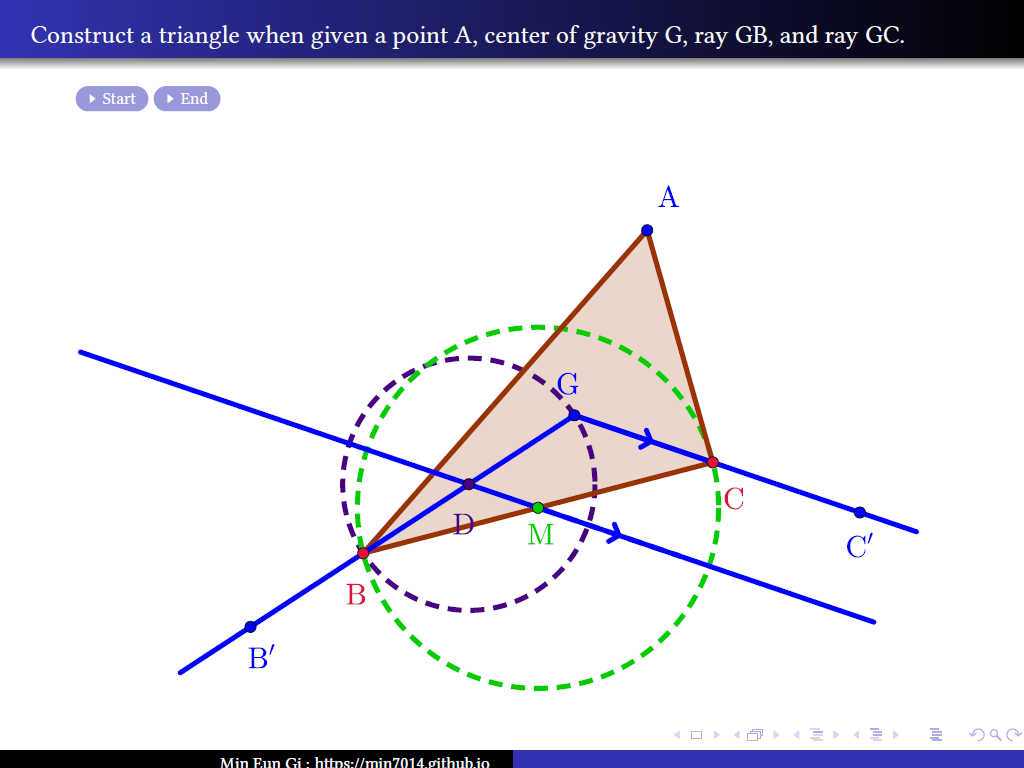 Construct a triangle when given a point A, center of gravity G, ray GB, and ray GC.
Start End
A
G
C
D
M
C′
B
B′
Min Eun Gi : https://min7014.github.io